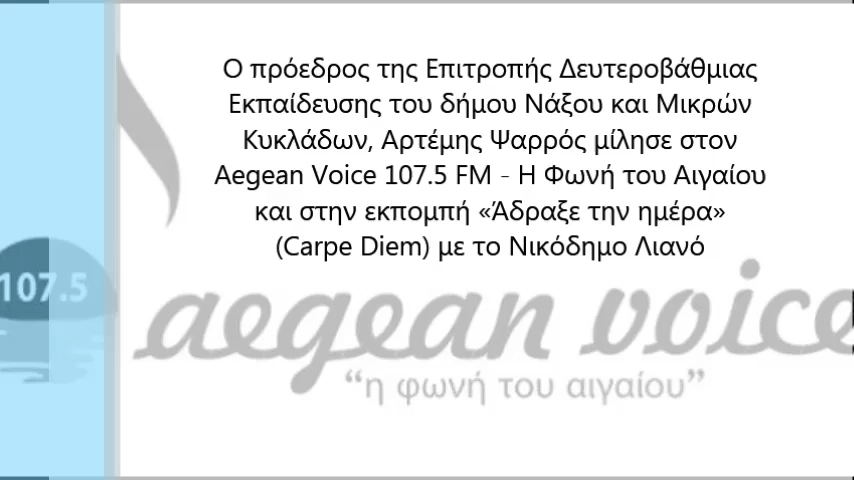 Ο πρόεδρος της Επιτροπής Δευτεροβάθμιας
Εκπαίδευσης του δήμου Νάξου και Μικρών
Κυκλάδων, Αρτέμης Ψαρρός μίλησε στον
Aegean Voice 107.5 FM - Η Φωνή του Αιγαίου
και στην εκπομπή «Άδραξε την ημέρα»
(Carpe Diem) με το Νικόδημο Λιανό
107.5
aegean voice
“η φωνή του αιγαίου”